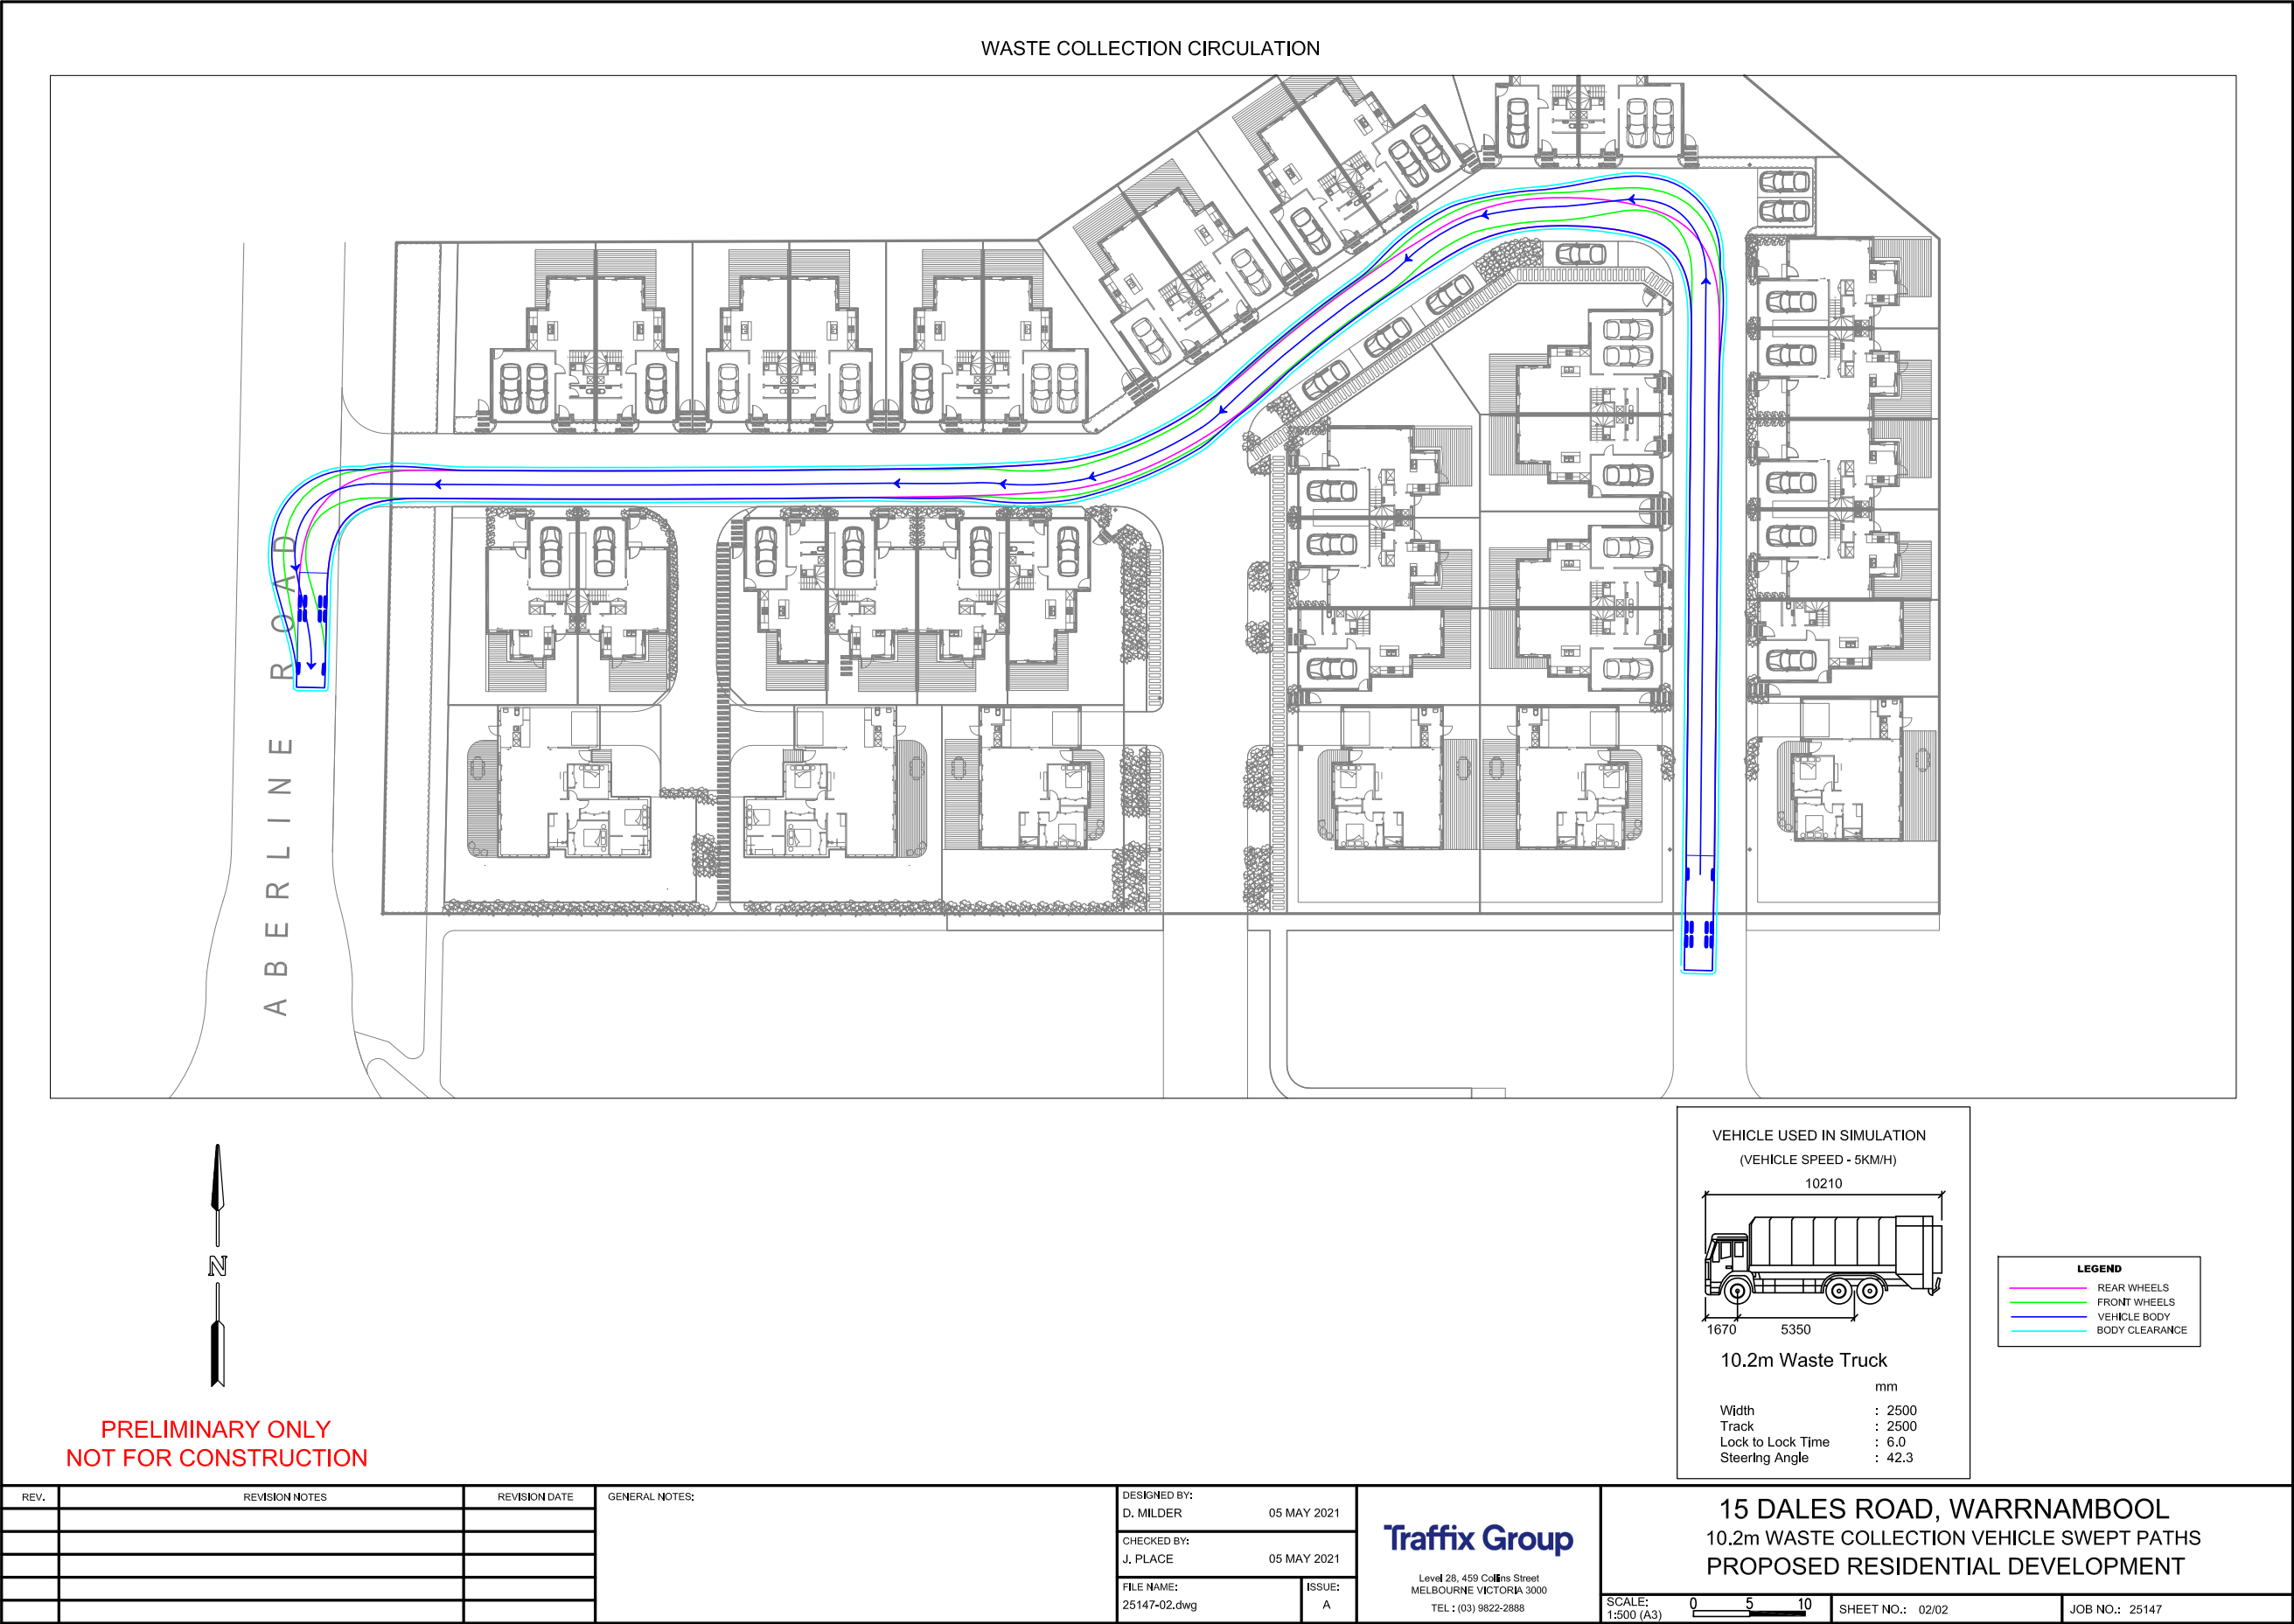 WASTE COLLECTION CIRCULATION
ABERLINE ROAD
N
PRELIMINARY ONLY
NOT FOR CONSTRUCTION
VEHICLE USED IN SIMULATION
(VEHICLE SPEED - 5KM/H)
10210
1670 5350
10.2m Waste Truck
mm
Width : 2500
Track : 2500
Lock to Lock Time : 6.0
Steering Angle : 42.3
LEGEND
REAR WHEELS
FRONT WHEELS
VEHICLE BODY
BODY CLEARANCE
REV. REVISION NOTES REVISION DATE
GENERAL NOTES:
DESIGNED BY:
D. MILDER 05 MAY 2021
CHECKED BY:
J. PLACE 05 MAY 2021
FILE NAME: ISSUE:
25147-02.dwg A
Traffix Group
Level 28, 459 Collins Street
MELBOURNE VICTORIA 3000
TEL : (03) 9822-2888
15 DALES ROAD, WARRNAMBOOL
10.2m WASTE COLLECTION VEHICLE SWEPT PATHS
PROPOSED RESIDENTIAL DEVELOPMENT
SCALE: 0 5 10
1:500 (A3)
SHEET NO.: 02/02
JOB NO.: 25147